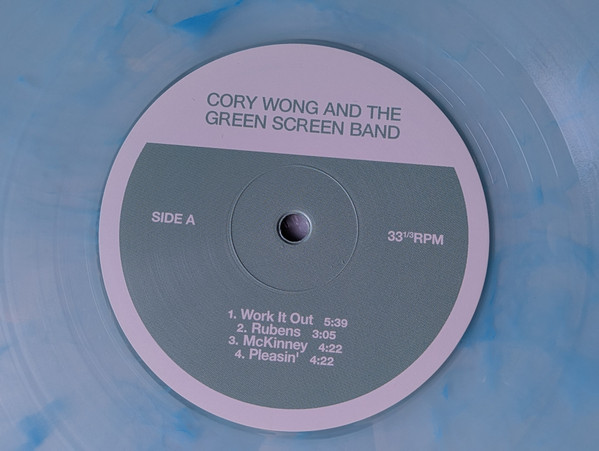 CORY WONG AND THE
GREEN SCREEN BAND
SIDE A
33 1/3 RPM
1. Work It Out 5:39
2. Rubens 3:05
3. McKinney 4:22
4. Pleasin' 4:22